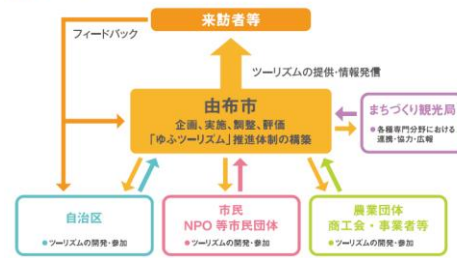 来訪者等
フィードバック
ツーリズムの提供・情報発信
由布市
企画、実施、調整、評価
「ゆふツーリズム」推進体制の構築
まちづくり観光局
●各種専門分野における
連携・協力・広報
自治区
●ツーリズムの開発・参加
市民
NPO 等市民団体
●ツーリズムの開発・参加
農業団体
商工会・事業者等
●ツーリズムの開発・参加